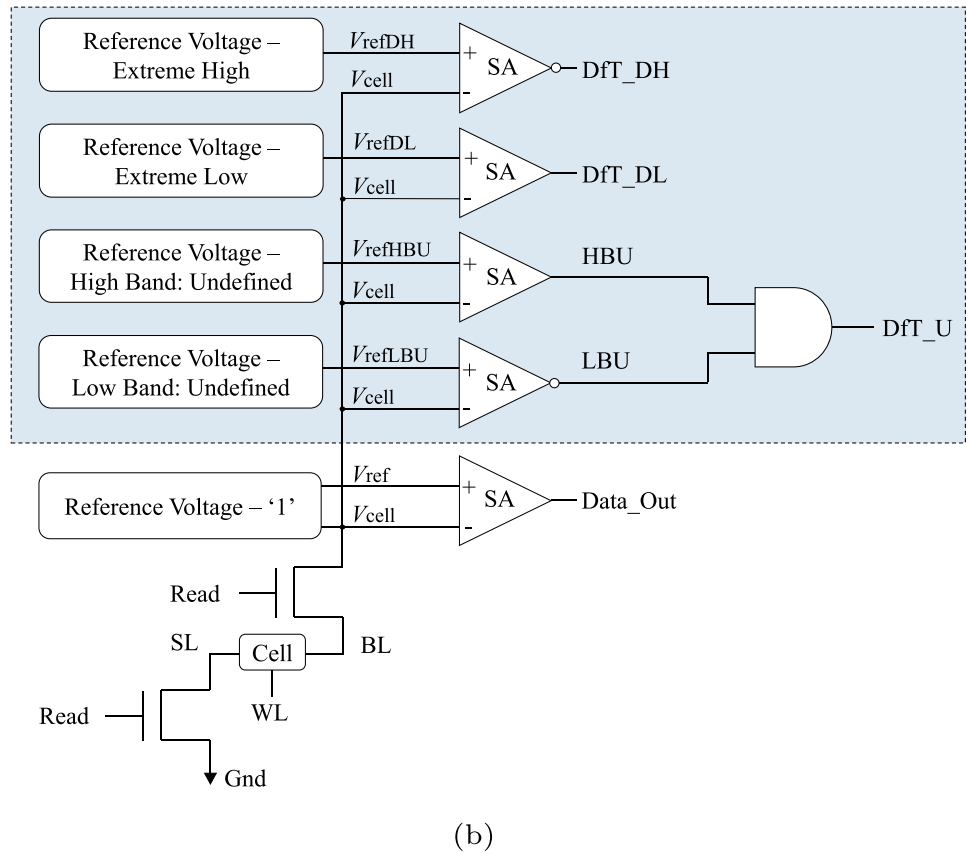 Reference Voltage –
Extreme High
VrefDH
Vcell
+
-
SA
DfT_DH
Reference Voltage –
Extreme Low
VrefDL
Vcell
+
-
SA
DfT_DL
Reference Voltage –
High Band: Undefined
VrefHBU
Vcell
+
-
SA
HBU
Reference Voltage –
Low Band: Undefined
VrefLBU
Vcell
+
-
SA
LBU
DfT_U
Reference Voltage – ‘1’
Vref
Vcell
+
-
SA
Data_Out
Read
SL
Cell
BL
WL
Read
Gnd
(b)